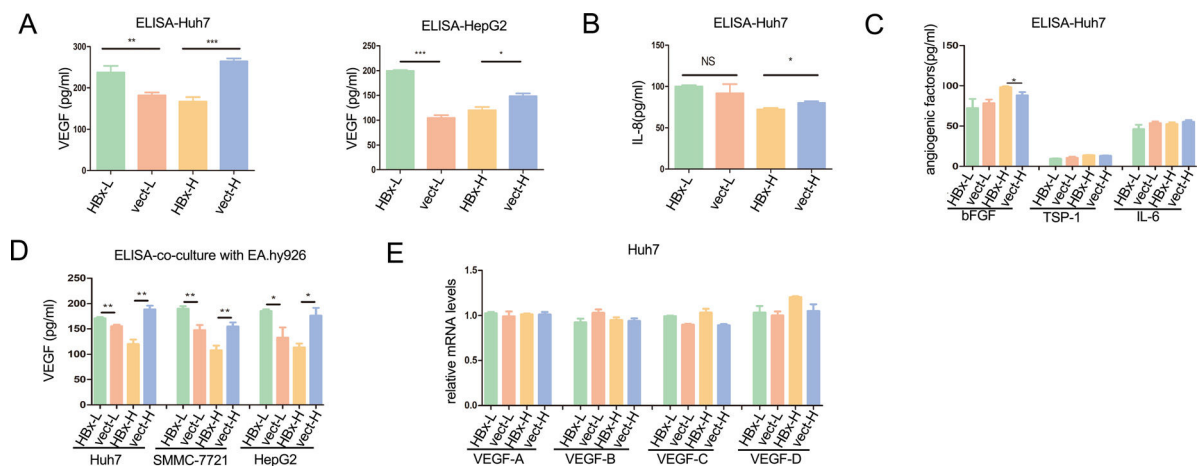 A
ELISA-Huh7
VEGF (pg/ml)
300
200
100
0
**
***
HBx-L
vect-L
HBx-H
vect-H
ELISA-HepG2
VEGF (pg/ml)
250
200
150
100
50
0
***
*
HBx-L
vect-L
HBx-H
vect-H
B
ELISA-Huh7
IL-8(pg/ml)
150
100
50
0
NS
*
HBx-L
vect-L
HBx-H
vect-H
C
ELISA-Huh7
angiogenic factors(pg/ml)
150
100
50
0
*
HBx-L
vect-L
HBx-H
vect-H
HBx-L
vect-L
HBx-H
vect-H
HBx-L
vect-L
HBx-H
vect-H
bFGF
TSP-1
IL-6
D
ELISA-co-culture with EA.hy926
VEGF (pg/ml)
250
200
150
100
50
0
**
**
**
**
*
*
HBx-L
vect-L
HBx-H
vect-H
HBx-L
vect-L
HBx-H
vect-H
HBx-L
vect-L
HBx-H
vect-H
Huh7
SMMC-7721
HepG2
E
Huh7
relative mRNA levels
1.5
1.0
0.5
0.0
HBx-L
vect-L
HBx-H
vect-H
HBx-L
vect-L
HBx-H
vect-H
HBx-L
vect-L
HBx-H
vect-H
HBx-L
vect-L
HBx-H
vect-H
VEGF-A
VEGF-B
VEGF-C
VEGF-D